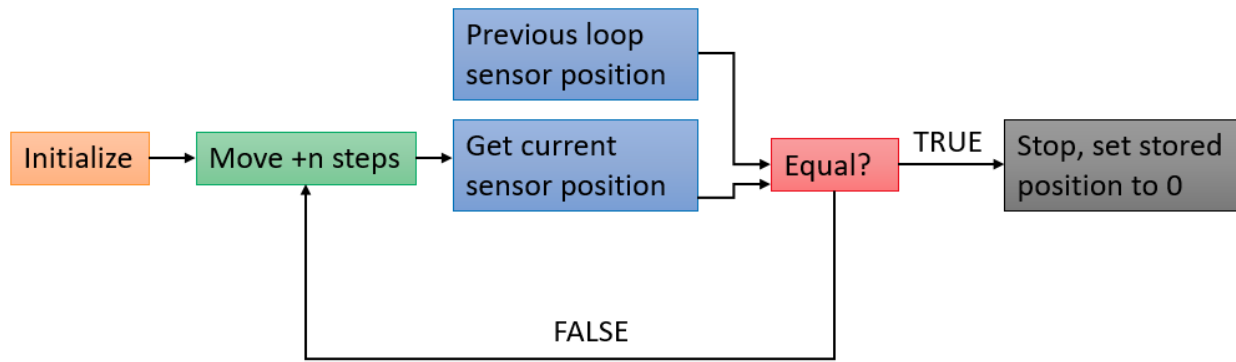 Previous loop
sensor position
Initialize
Move +n steps
Get current
sensor position
Equal?
TRUE
Stop, set stored
position to 0
FALSE